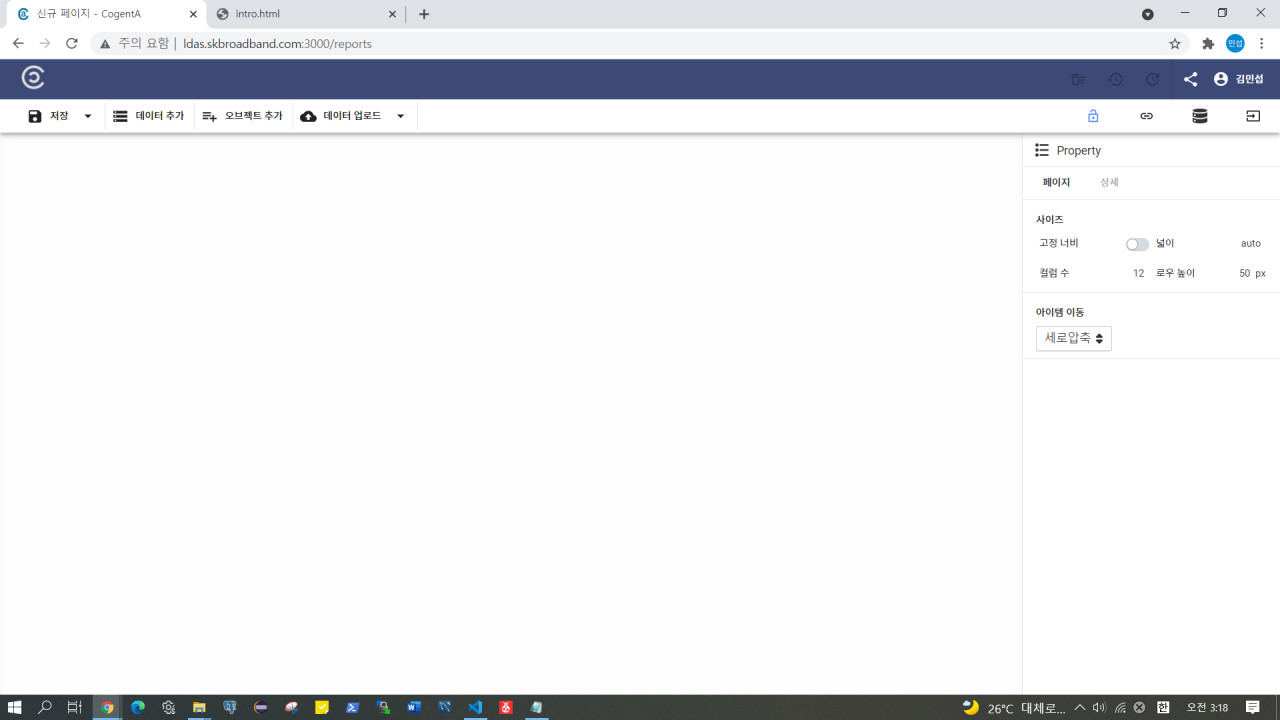 신규 페이지 - CogentA
intro.html
주의 요함 | ldas.skbroadband.com:3000/reports
민섭
김민섭
저장 데이터 추가 오브젝트 추가 데이터 업로드
Property
페이지 상세
사이즈
고정 너비 넓이 auto
컬럼 수 12 로우 높이 50 px
아이템 이동
세로압축
26°C 대체로... 한 오전 3:18